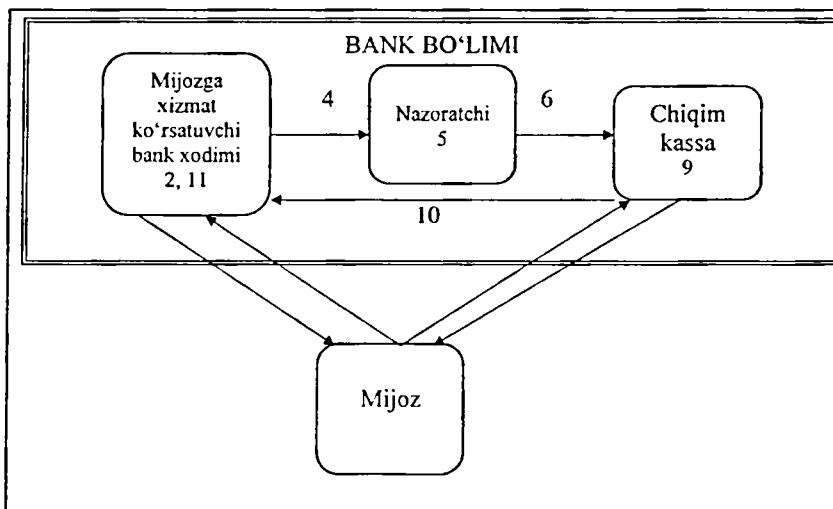 BANK BO‘LIMI
Mijozga
xizmat
ko‘rsatuvchi
bank xodimi
2, 11
4
Nazoratchi
5
6
Chiqim
kassa
9
10
Mijoz